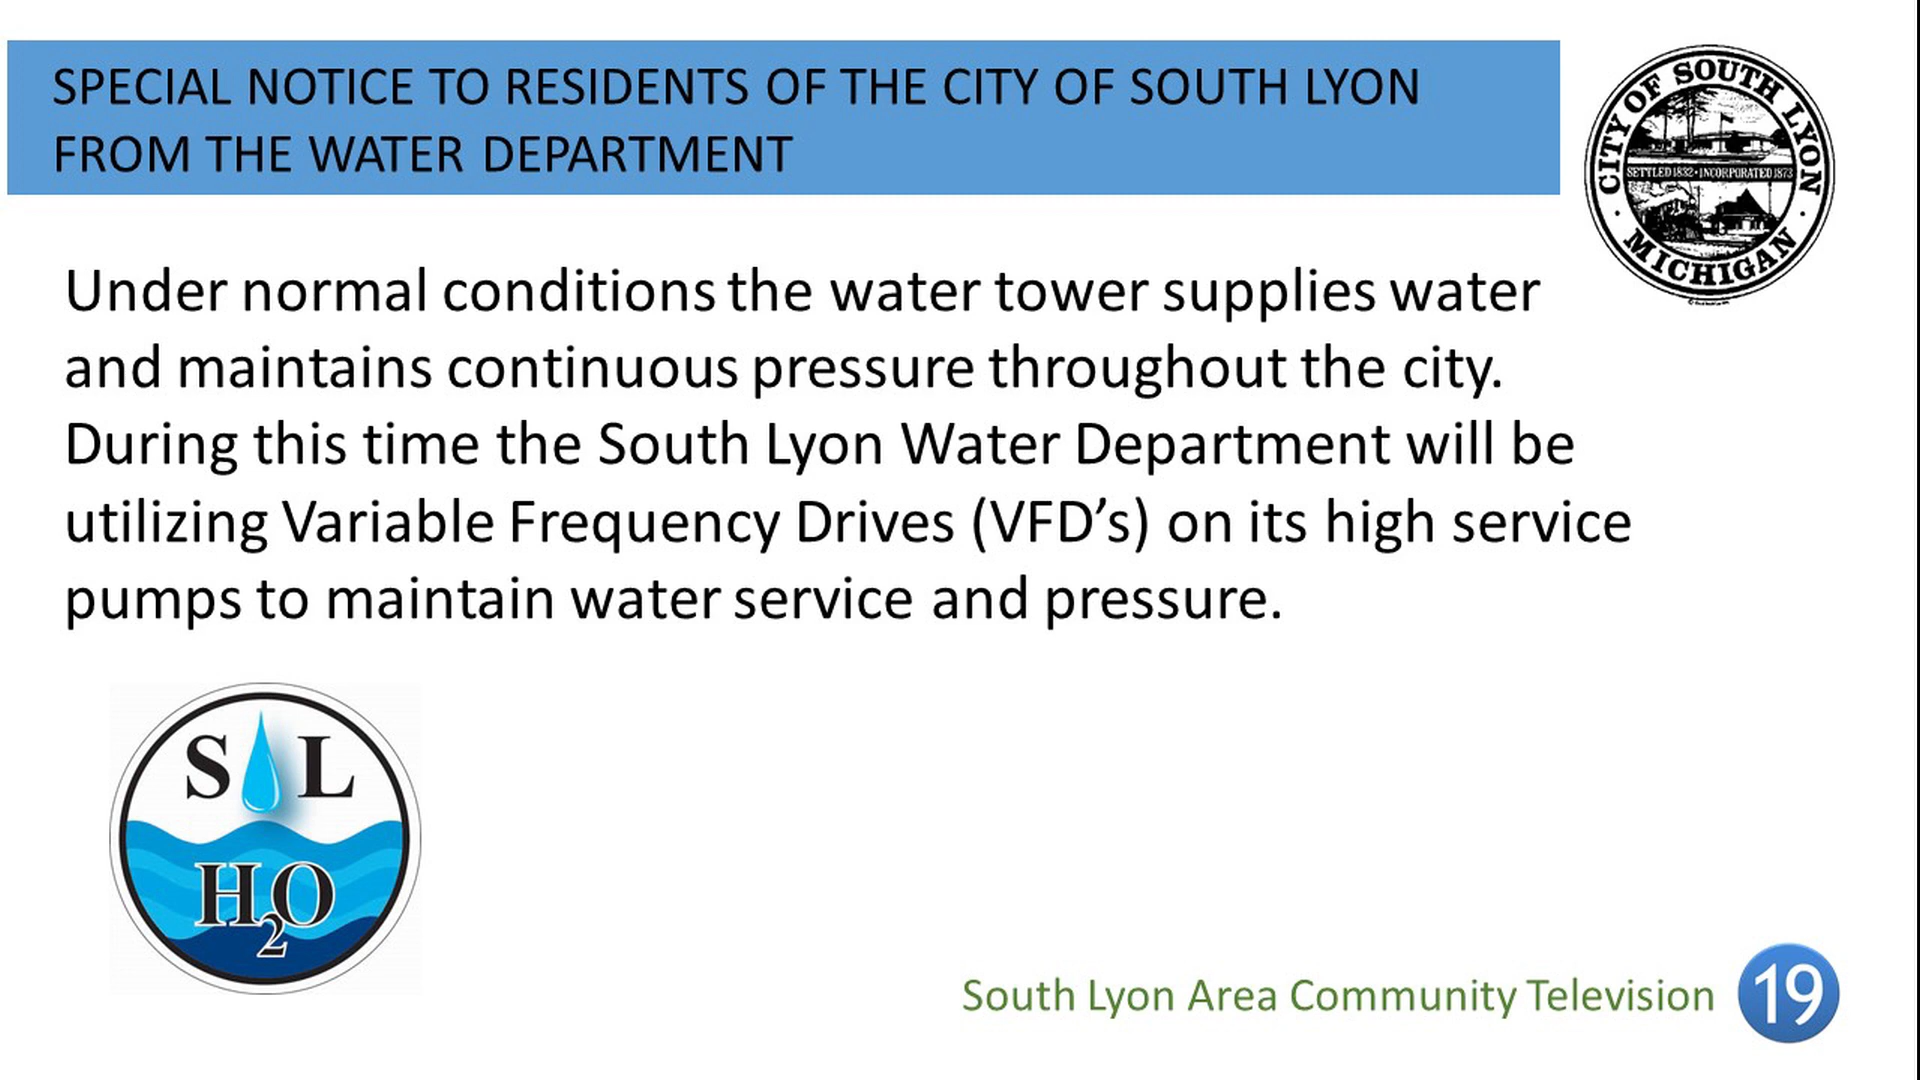 SPECIAL NOTICE TO RESIDENTS OF THE CITY OF SOUTH LYON
FROM THE WATER DEPARTMENT
CITY OF SOUTH LYON
SETTLED 1832 • INCORPORATED 1873
MICHIGAN
Under normal conditions the water tower supplies water
and maintains continuous pressure throughout the city.
During this time the South Lyon Water Department will be
utilizing Variable Frequency Drives (VFD’s) on its high service
pumps to maintain water service and pressure.
S L
H2O
South Lyon Area Community Television 19